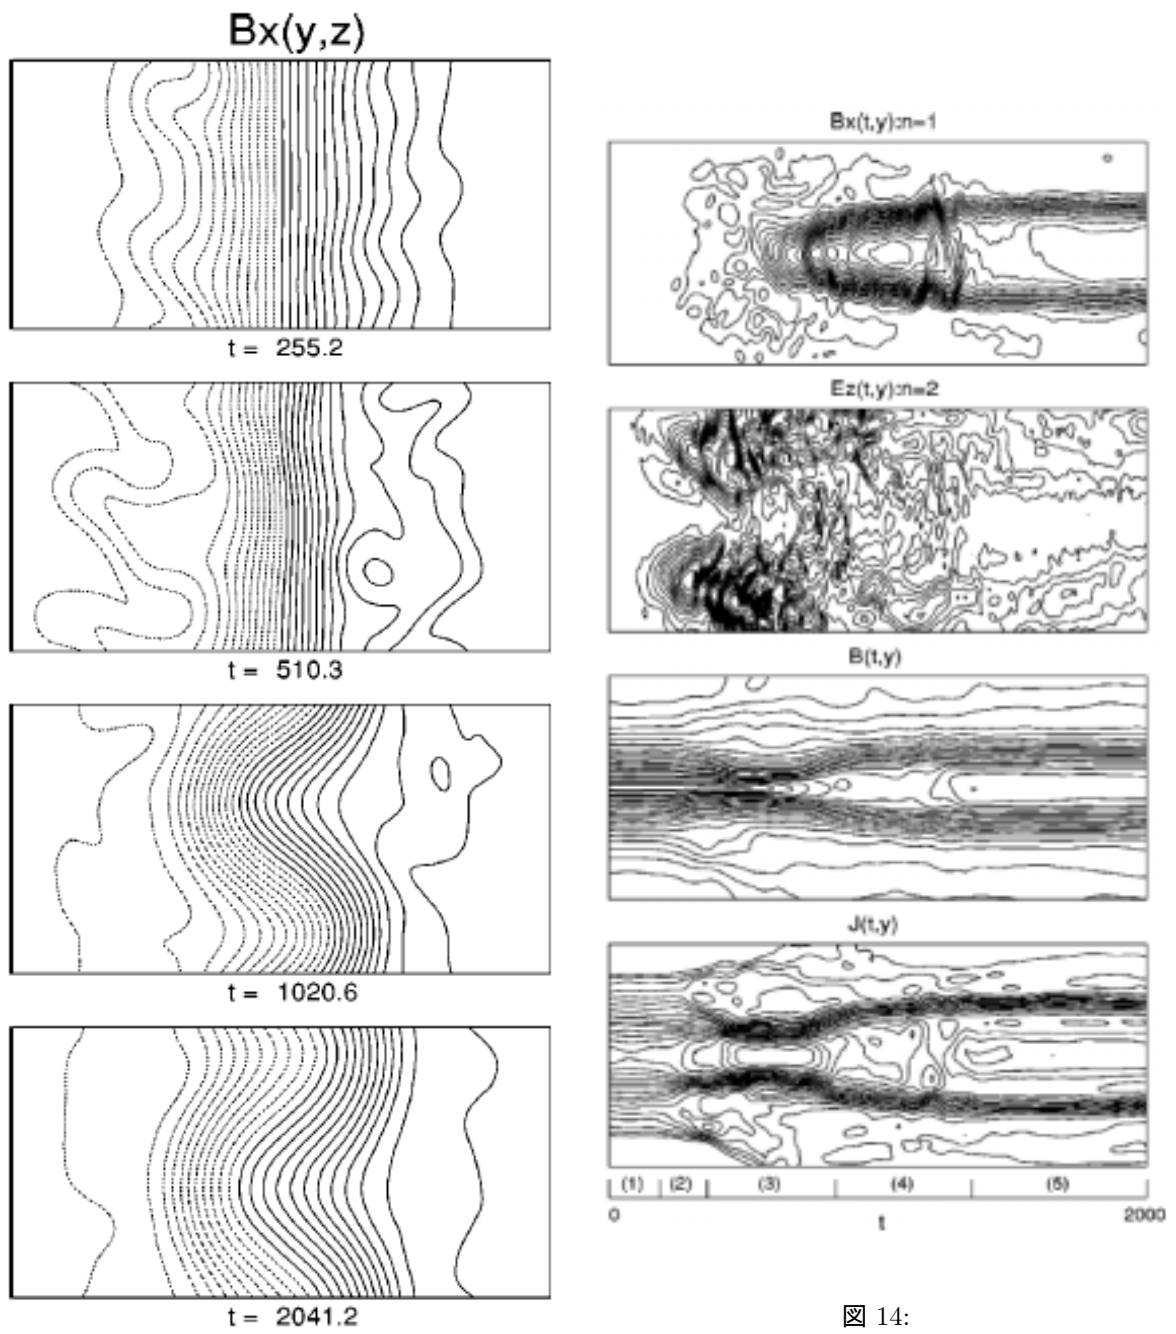 Bx(y,z)
t = 255.2
t = 510.3
t = 1020.6
t = 2041.2
Bx(t,y):n=1
Ez(t,y):n=2
B(t,y)
J(t,y)
(1) (2) (3) (4) (5)
0 2000
t
図 14: